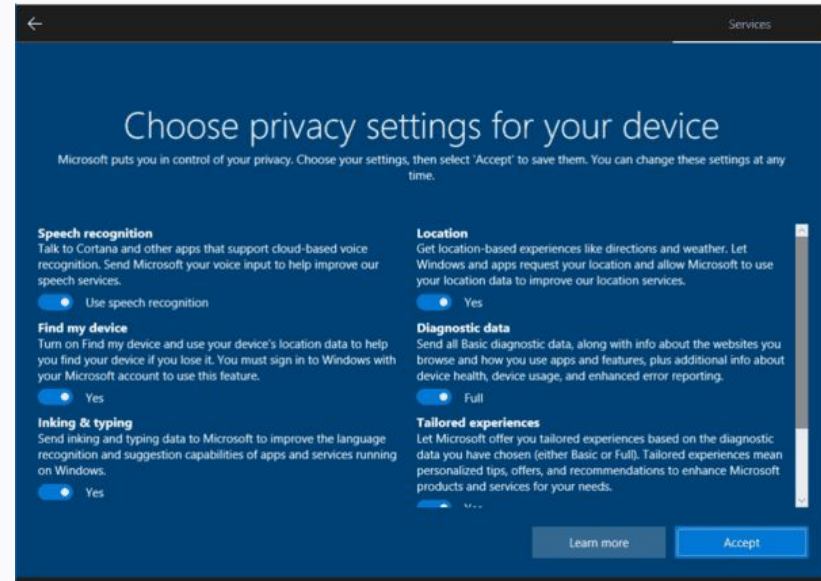 Services
Choose privacy settings for your device
Microsoft puts you in control of your privacy. Choose your settings, then select 'Accept' to save them. You can change these settings at any
time.
Speech recognition
Talk to Cortana and other apps that support cloud-based voice
recognition. Send Microsoft your voice input to help improve our
speech services.
Use speech recognition
Find my device
Turn on Find my device and use your device's location data to help
you find your device if you lose it. You must sign in to Windows with
your Microsoft account to use this feature.
Yes
Inking & typing
Send inking and typing data to Microsoft to improve the language
recognition and suggestion capabilities of apps and services running
on Windows.
Yes
Location
Get location-based experiences like directions and weather. Let
Windows and apps request your location and allow Microsoft to use
your location data to improve our location services.
Yes
Diagnostic data
Send all Basic diagnostic data, along with info about the websites you
browse and how you use apps and features, plus additional info about
device health, device usage, and enhanced error reporting.
Full
Tailored experiences
Let Microsoft offer you tailored experiences based on the diagnostic
data you have chosen (either Basic or Full). Tailored experiences mean
personalized tips, offers, and recommendations to enhance Microsoft
products and services for your needs.
Learn more
Accept